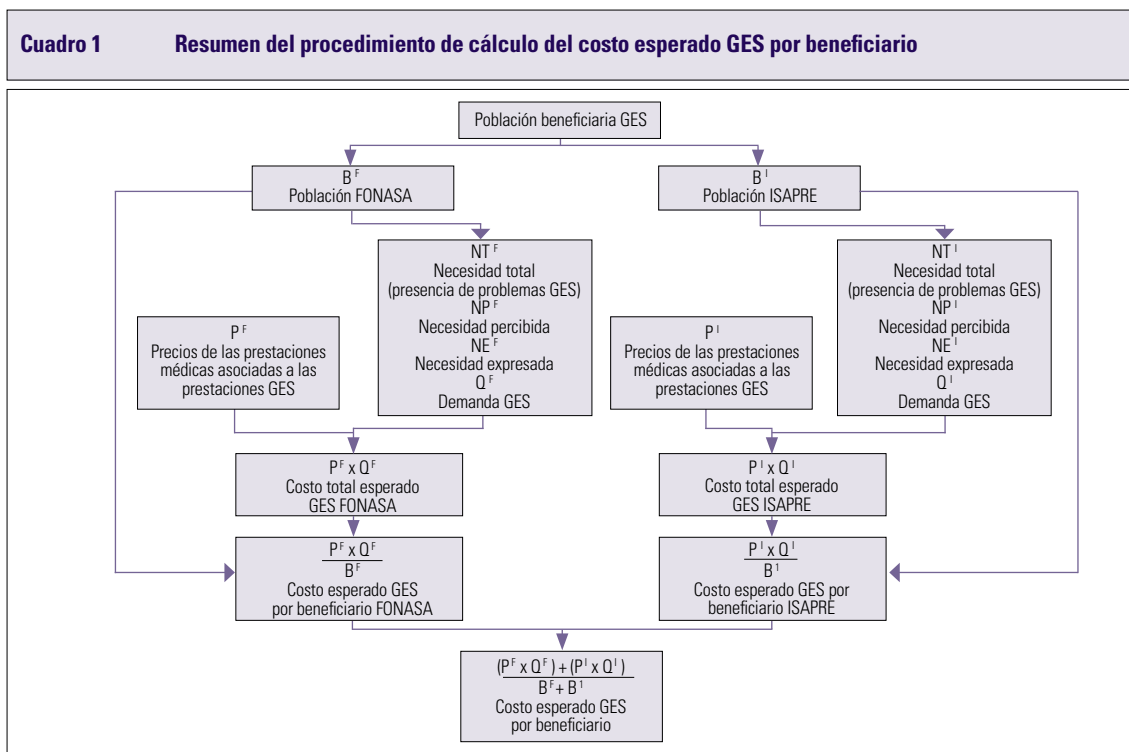 Cuadro 1 Resumen del procedimiento de cálculo del costo esperado GES por beneficiario
Población beneficiaria GES
B F
Población FONASA
B I
Población ISAPRE
NT F
Necesidad total
(presencia de problemas GES)
NP F
Necesidad percibida
NE F
Necesidad expresada
Q F
Demanda GES
NT I
Necesidad total
(presencia de problemas GES)
NP I
Necesidad percibida
NE I
Necesidad expresada
Q I
Demanda GES
P F
Precios de las prestaciones
médicas asociadas a las
prestaciones GES
P I
Precios de las prestaciones
médicas asociadas a las
prestaciones GES
P F x Q F
Costo total esperado
GES FONASA
P I x Q I
Costo total esperado
GES ISAPRE
P F x Q F
B F
Costo esperado GES
por beneficiario FONASA
P I x Q I
B 1
Costo esperado GES por
beneficiario ISAPRE
(P F x Q F ) + (P I x Q I )
B F + B 1
Costo esperado GES
por beneficiario